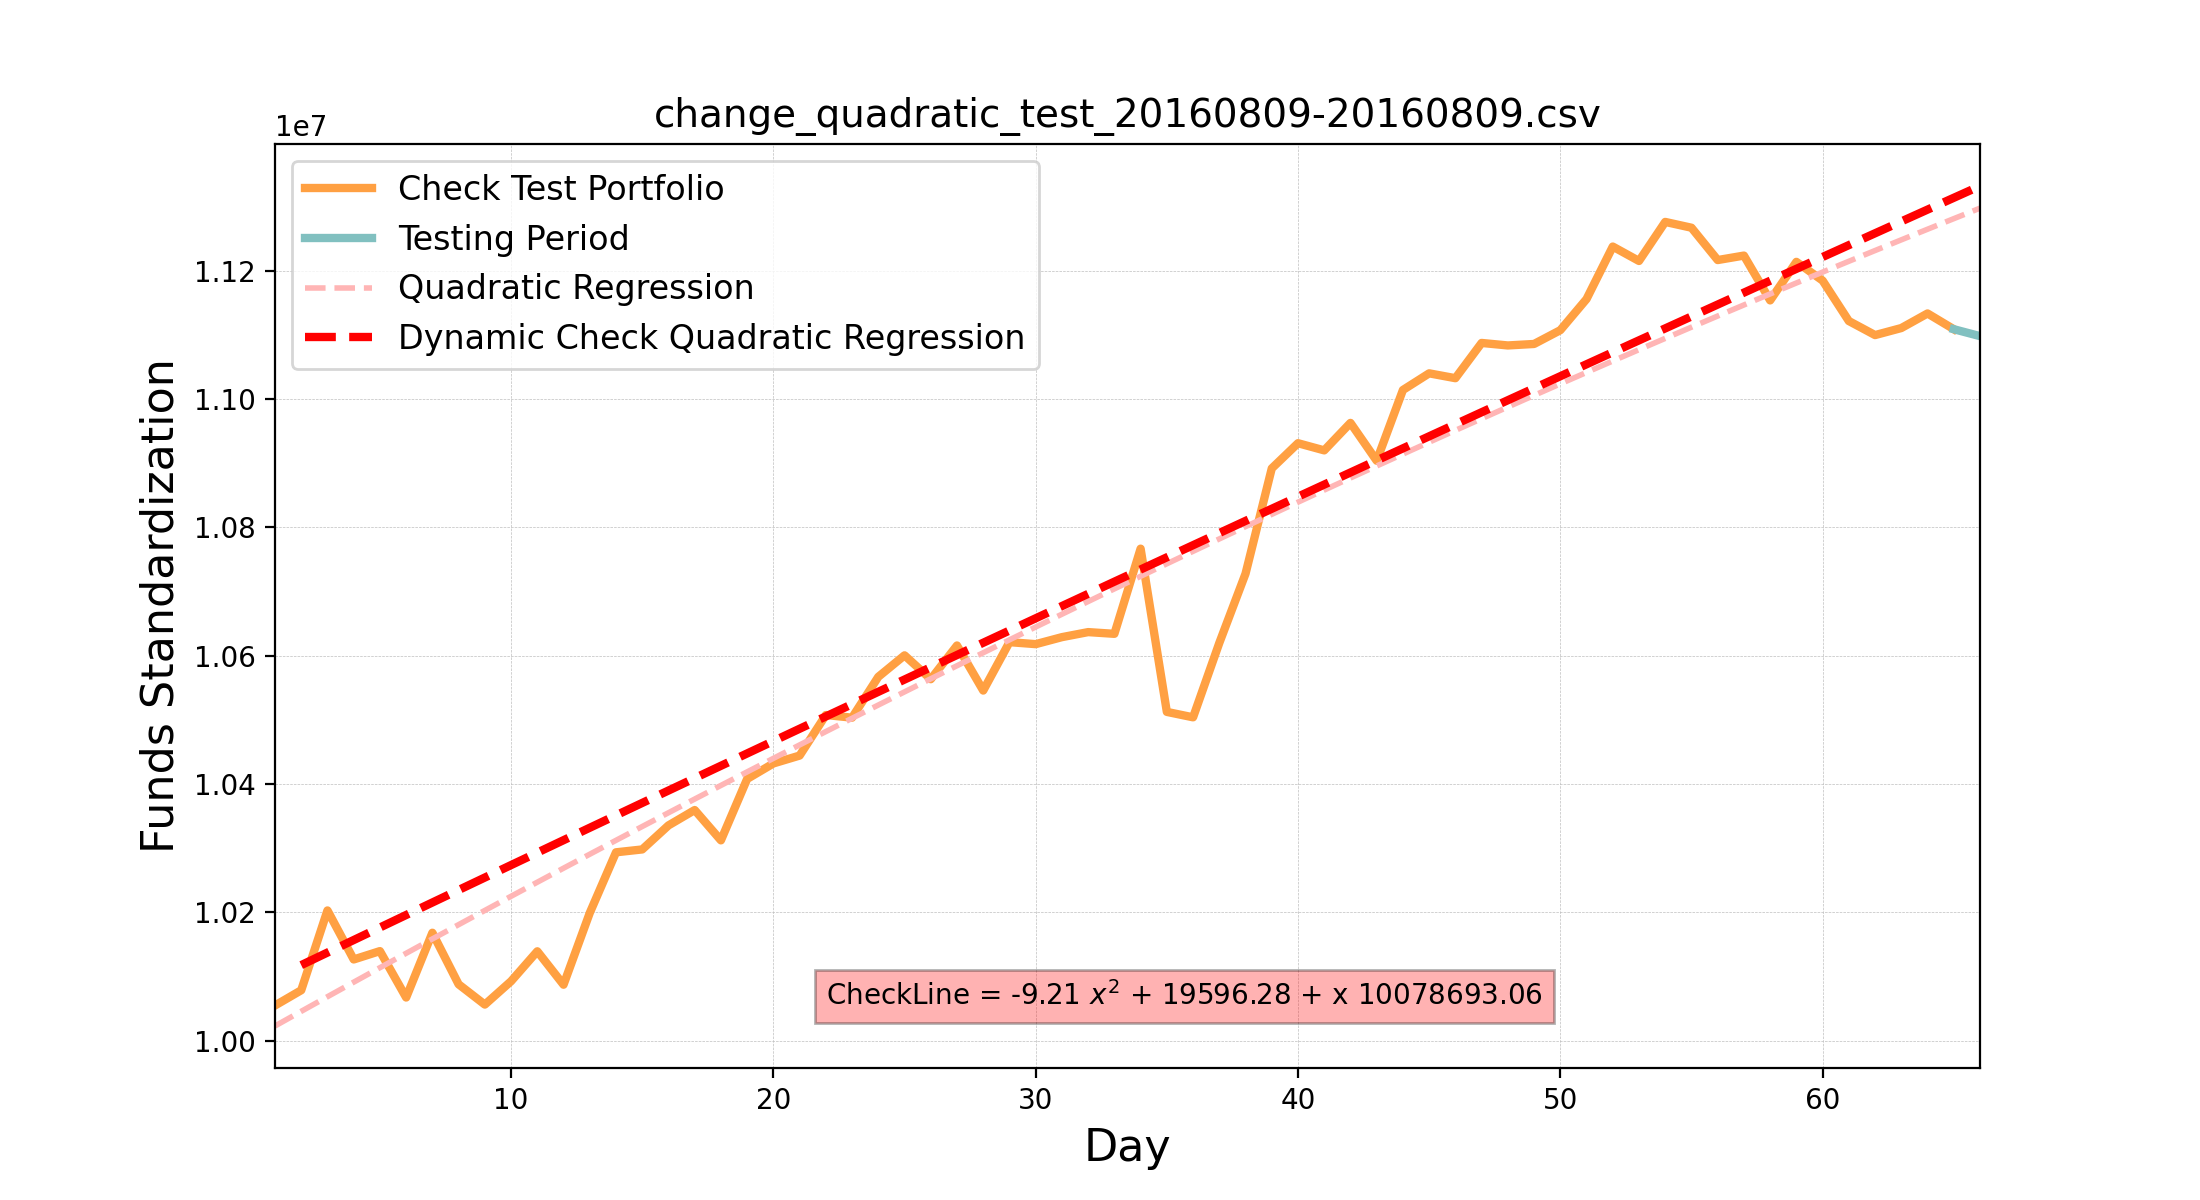 change_quadratic_test_20160809-20160809.csv
1e7
Check Test Portfolio
Testing Period
Quadratic Regression
Dynamic Check Quadratic Regression
Funds Standardization
1.12
1.10
1.08
1.06
1.04
1.02
1.00
CheckLine = -9.21 x² + 19596.28 + x 10078693.06
10 20 30 40 50 60
Day